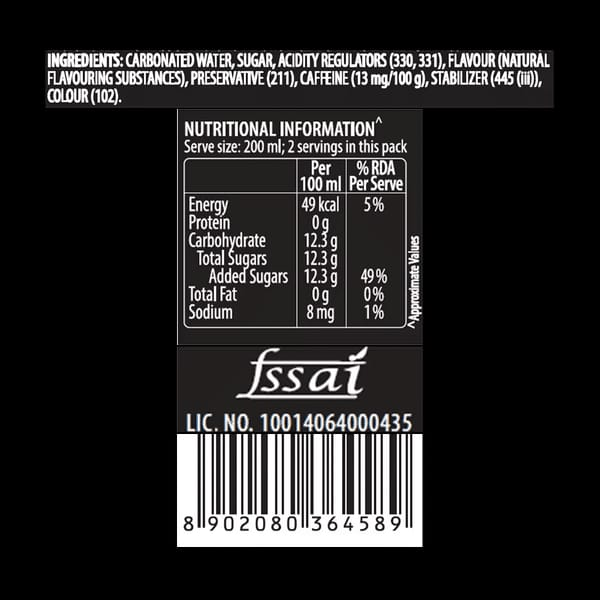 INGREDIENTS: CARBONATED WATER, SUGAR, ACIDITY REGULATORS (330, 331), FLAVOUR (NATURAL
FLAVOURING SUBSTANCES), PRESERVATIVE (211), CAFFEINE (13 mg/100 g), STABILIZER (445 (iii)),
COLOUR (102).
NUTRITIONAL INFORMATION^
Serve size: 200 ml; 2 servings in this pack
Per 100 ml % RDA Per Serve
Energy 49 kcal 5%
Protein 0 g
Carbohydrate 12.3 g
Total Sugars 12.3 g
Added Sugars 12.3 g 49%
Total Fat 0 g 0%
Sodium 8 mg 1%
^Approximate Values
fssai
LIC. NO. 10014064000435
8 902080 364589